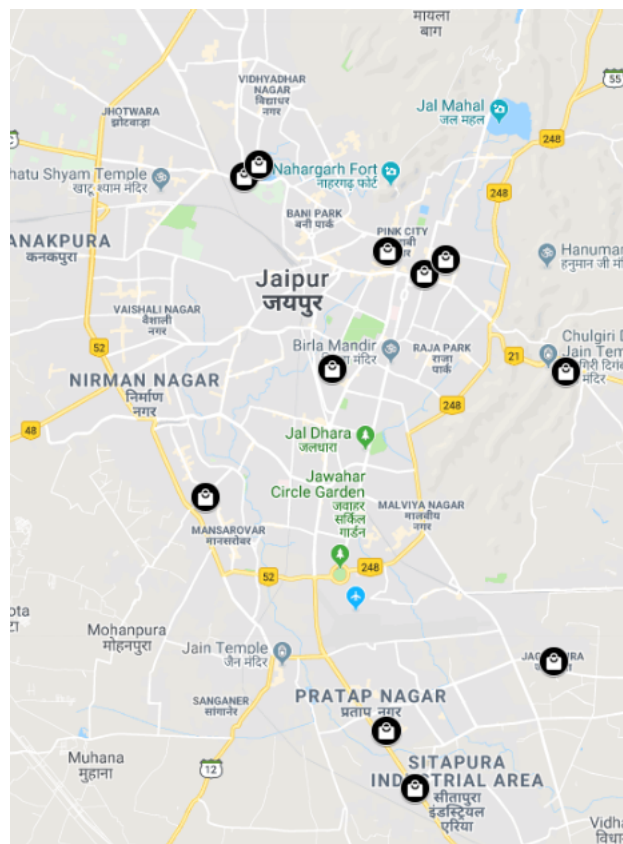 मायला
बाग
VIDHYADHAR
NAGAR
विद्याधर
नगर
55
JHOTWARA
झोटवाड़ा
Jal Mahal
जल महल
248
hatu Shyam Temple
खाटू श्याम मंदिर
Nahargarh Fort
नाहरगढ़ फोर्ट
248
BANI PARK
बनी पार्क
PINK CITY
ANAKPURA
कनकपुरा
Hanuman
हनुमान जी मं
Jaipur
जयपुर
VAISHALI NAGAR
वैशाली
नगर
52
Birla Mandir
मंदिर
RAJA PARK
राजा
पार्क
21
Chulgiri D
Jain Tem
गिरी दिगं
मंदिर
NIRMAN NAGAR
निर्माण
नगर
248
48
Jal Dhara
जलधारा
Jawahar
Circle Garden
जवाहर
सर्किल
गार्डन
MALVIYA NAGAR
मालवीय
नगर
MANSAROVAR
मानसरोवर
52
248
ota
टा
Mohanpura
मोहनपुरा
Jain Temple
जैन मंदिर
SANGANER
सांगानेर
PRATAP NAGAR
प्रताप नगर
Muhana
मुहाना
12
SITAPURA
INDUSTRIAL AREA
सीतापुरा
इंडस्ट्रियल
एरिया
Vidha
विधा